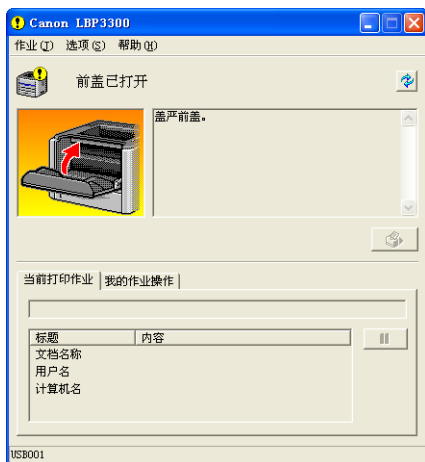 Canon LBP3300
作业(J) 选项(S) 帮助(H)
前盖已打开
盖严前盖。
当前打印作业 我的作业操作
标题 内容
文档名称
用户名
计算机名
USB001